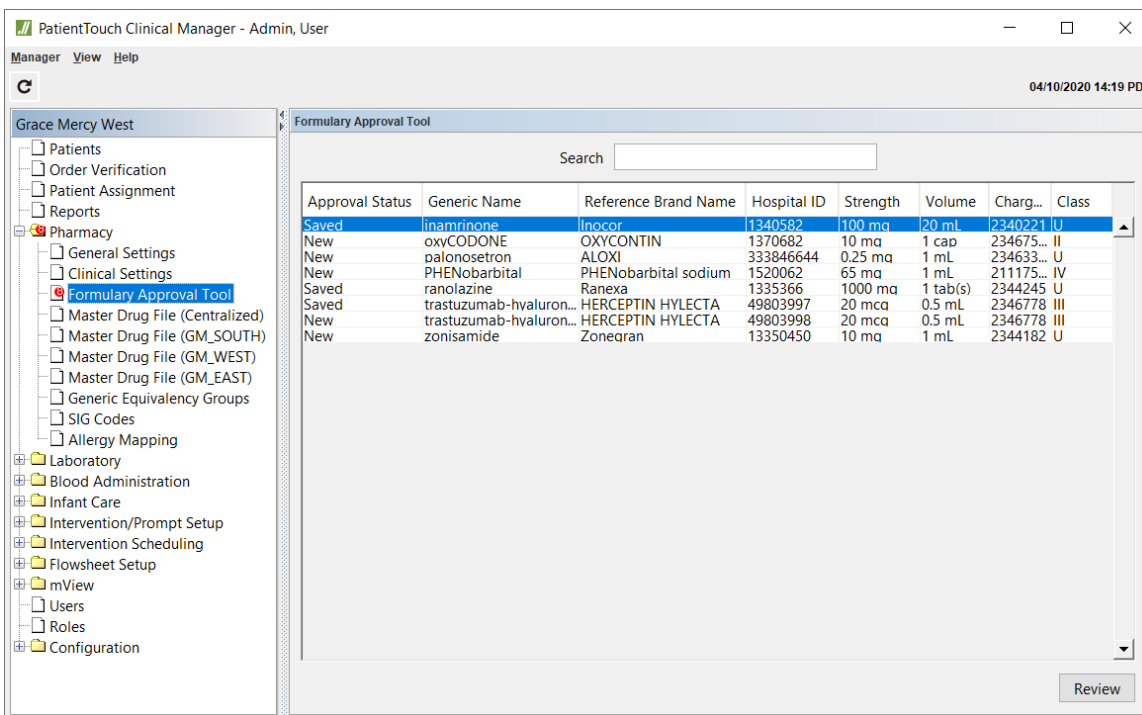 PatientTouch Clinical Manager - Admin, User
Manager View Help
04/10/2020 14:19 PD
Grace Mercy West
Patients
Order Verification
Patient Assignment
Reports
Pharmacy
General Settings
Clinical Settings
Formulary Approval Tool
Master Drug File (Centralized)
Master Drug File (GM_SOUTH)
Master Drug File (GM_WEST)
Master Drug File (GM_EAST)
Generic Equivalency Groups
SIG Codes
Allergy Mapping
Laboratory
Blood Administration
Infant Care
Intervention/Prompt Setup
Intervention Scheduling
Flowsheet Setup
mView
Users
Roles
Configuration
Formulary Approval Tool
Search
Approval Status Generic Name Reference Brand Name Hospital ID Strength Volume Charg... Class
Saved inamrinone Inocor 1340582 100 mg 20 mL 2340221 U
New oxyCODONE OXYCONTIN 1370682 10 mg 1 cap 234675... II
New palonosetron ALOXI 333846644 0.25 mg 1 mL 234633... U
New PHENobarbital PHENobarbital sodium 1520062 65 mg 1 mL 211175... IV
Saved ranolazine Ranexa 1335366 1000 mg 1 tab(s) 2344245 U
Saved trastuzumab-hyaluron... HERCEPTIN HYLECTA 49803997 20 mcg 0.5 mL 2346778 III
New trastuzumab-hyaluron... HERCEPTIN HYLECTA 49803998 20 mcg 0.5 mL 2346778 III
New zonisamide Zonegran 13350450 10 mg 1 mL 2344182 U
Review